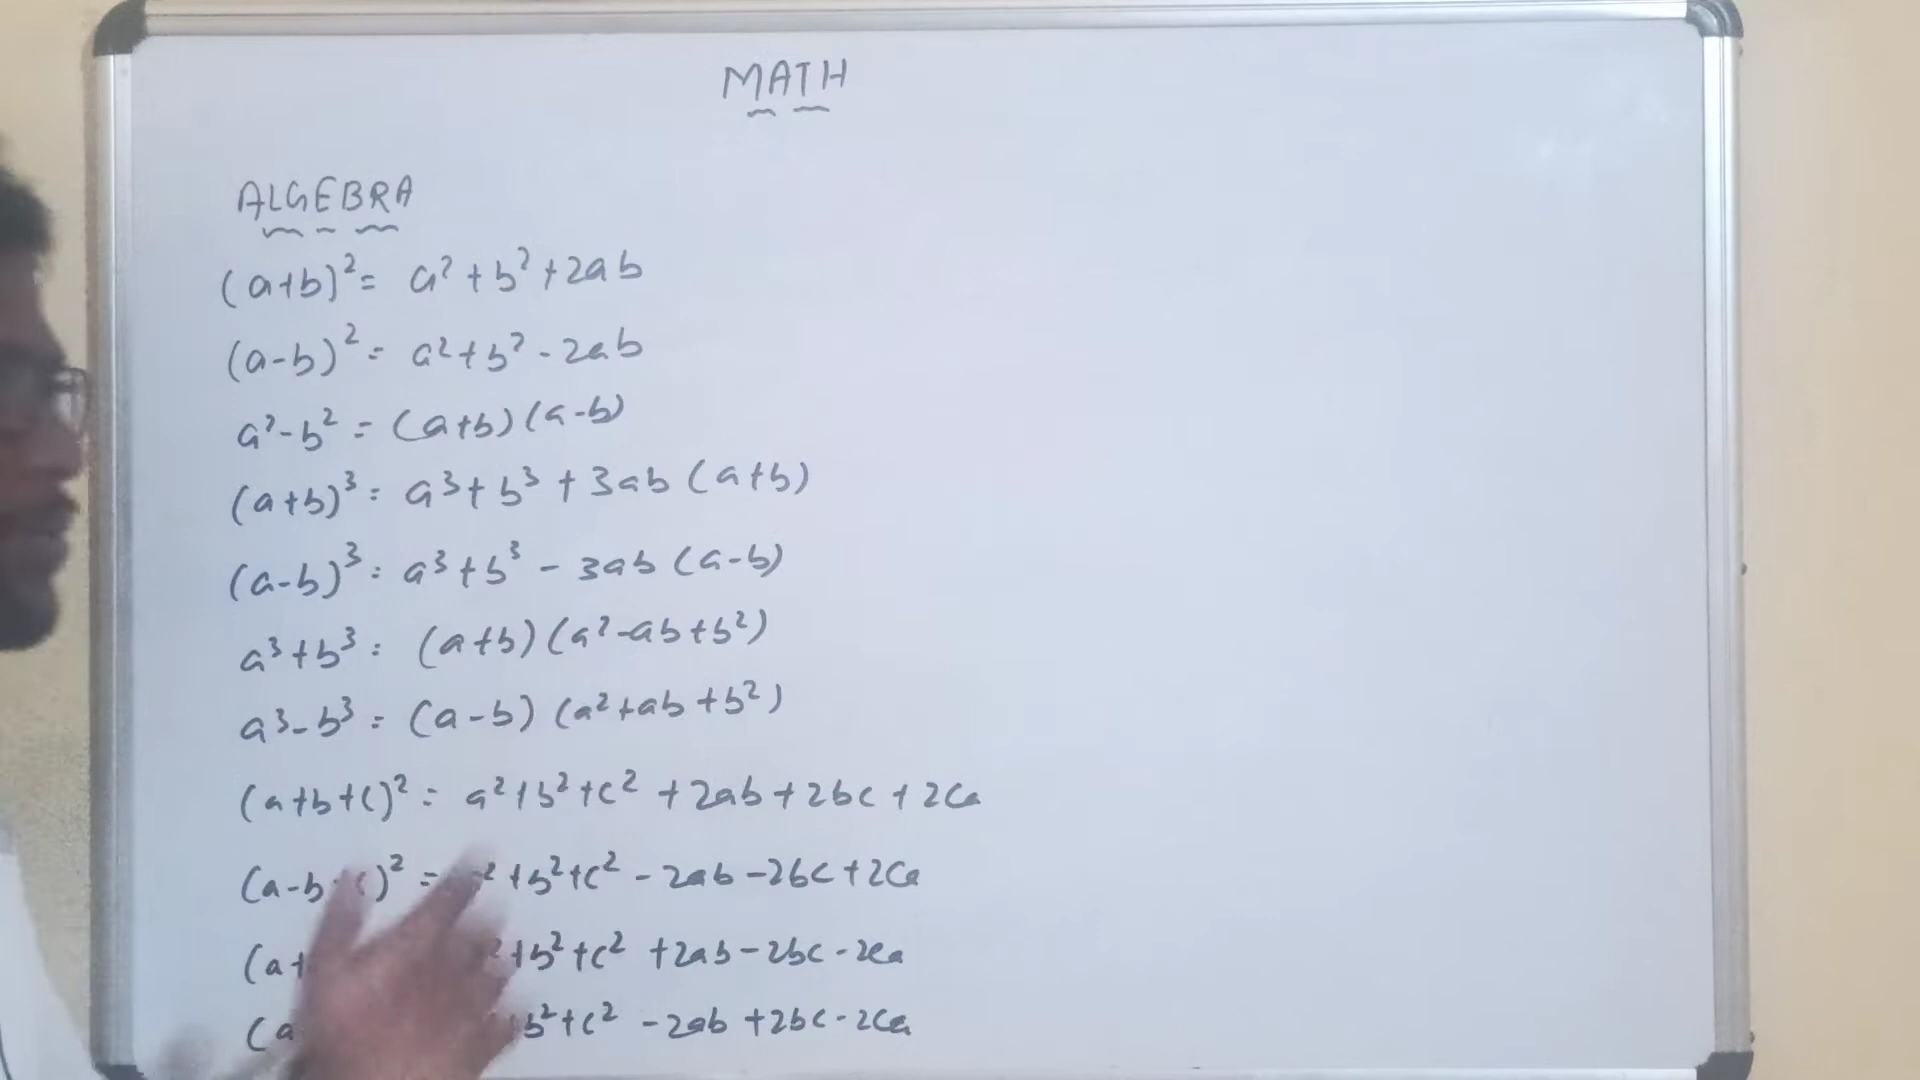 MATH
ALGEBRA
(a+b)² = a²+b²+2ab
(a-b)² = a²+b²-2ab
a²-b² = (a+b)(a-b)
(a+b)³ = a³+b³+3ab(a+b)
(a-b)³ = a³+b³-3ab(a-b)
a³+b³ = (a+b)(a²-ab+b²)
a³-b³ = (a-b)(a²+ab+b²)
(a+b+c)² = a²+b²+c²+2ab+2bc+2ca
(a-b c)² = ²+b²+c²-2ab-2bc+2ca
(a+ ²+b²+c²+2ab-2bc-2ca
(a b²+c²-2ab+2bc-2ca